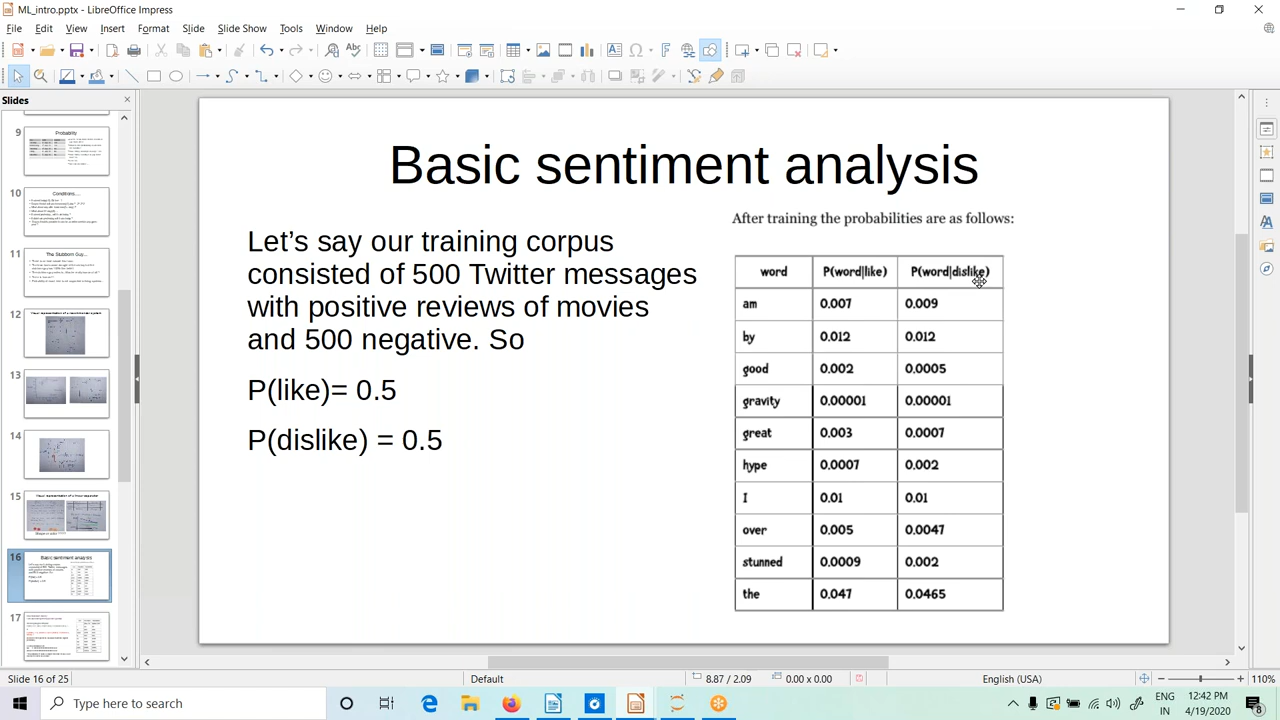 ML_intro.pptx - LibreOffice Impress
File Edit View Insert Format Slide Slide Show Tools Window Help
Slides
9
Probability
10
Conditions....
11
The Stubborn Guy...
12
13
14
15
16
Basic sentiment analysis
17
Basic sentiment analysis
Let's say our training corpus
consisted of 500 Twitter messages
with positive reviews of movies
and 500 negative. So
P(like)= 0.5
P(dislike) = 0.5
After training the probabilities are as follows:
word P(word|like) P(word|dislike)
am 0.007 0.009
by 0.012 0.012
good 0.002 0.0005
gravity 0.00001 0.00001
great 0.003 0.0007
hype 0.0007 0.002
I 0.01 0.01
over 0.005 0.0047
stunned 0.0009 0.002
the 0.047 0.0465
Slide 16 of 25 Default 8.87 / 2.09 0.00 x 0.00 English (USA) 110%
Type here to search
ENG
IN
12:42 PM
4/19/2020
8